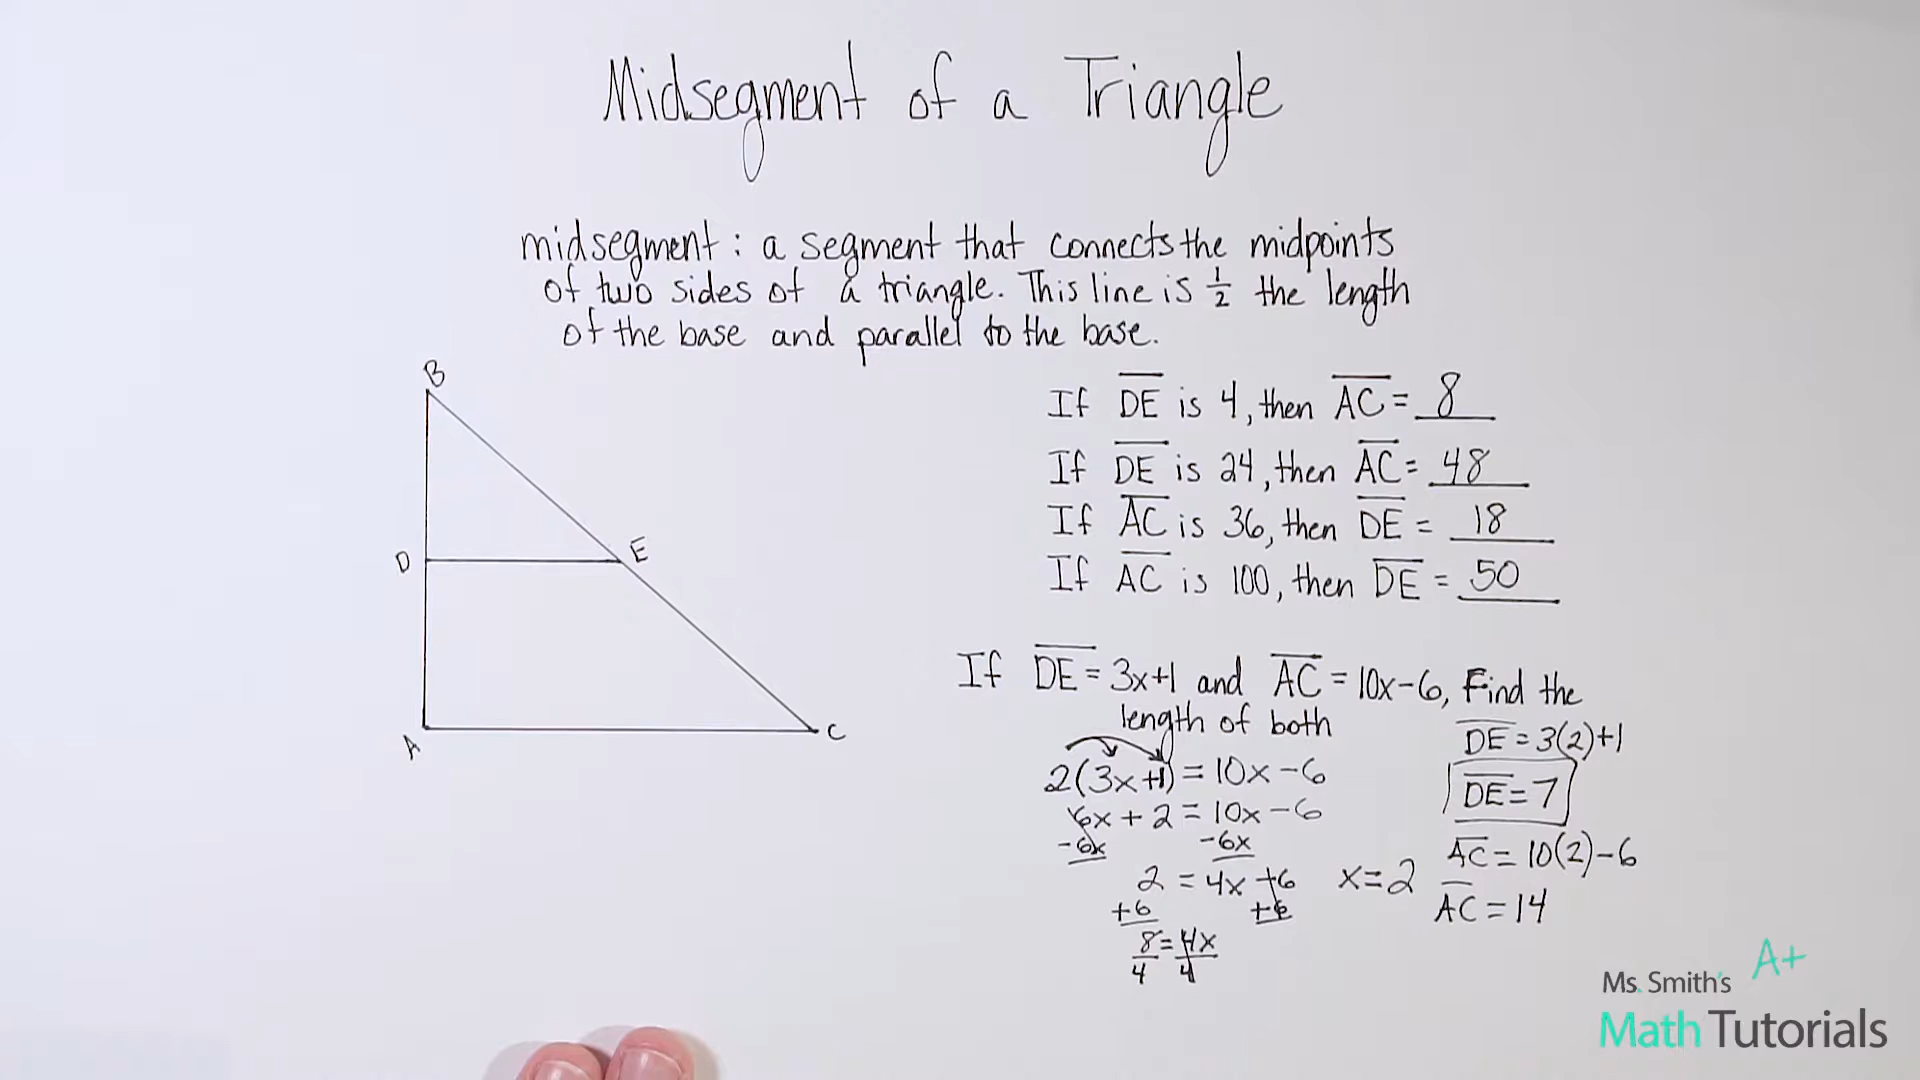 Midsegment of a Triangle
midsegment: a segment that connects the midpoints
of two sides of a triangle. This line is 1/2 the length
of the base and parallel to the base.
B
D
E
A
C
If DE is 4, then AC = 8
If DE is 24, then AC = 48
If AC is 36, then DE = 18
If AC is 100, then DE = 50
If DE = 3x+1 and AC = 10x-6, Find the
length of both
2(3x+1) = 10x-6
6x+2 = 10x-6
-6x -6x
2 = 4x-6
+6 +6
8 = 4x
4 4
x=2
DE = 3(2)+1
DE = 7
AC = 10(2)-6
AC = 14
A+
Ms. Smith's
Math Tutorials